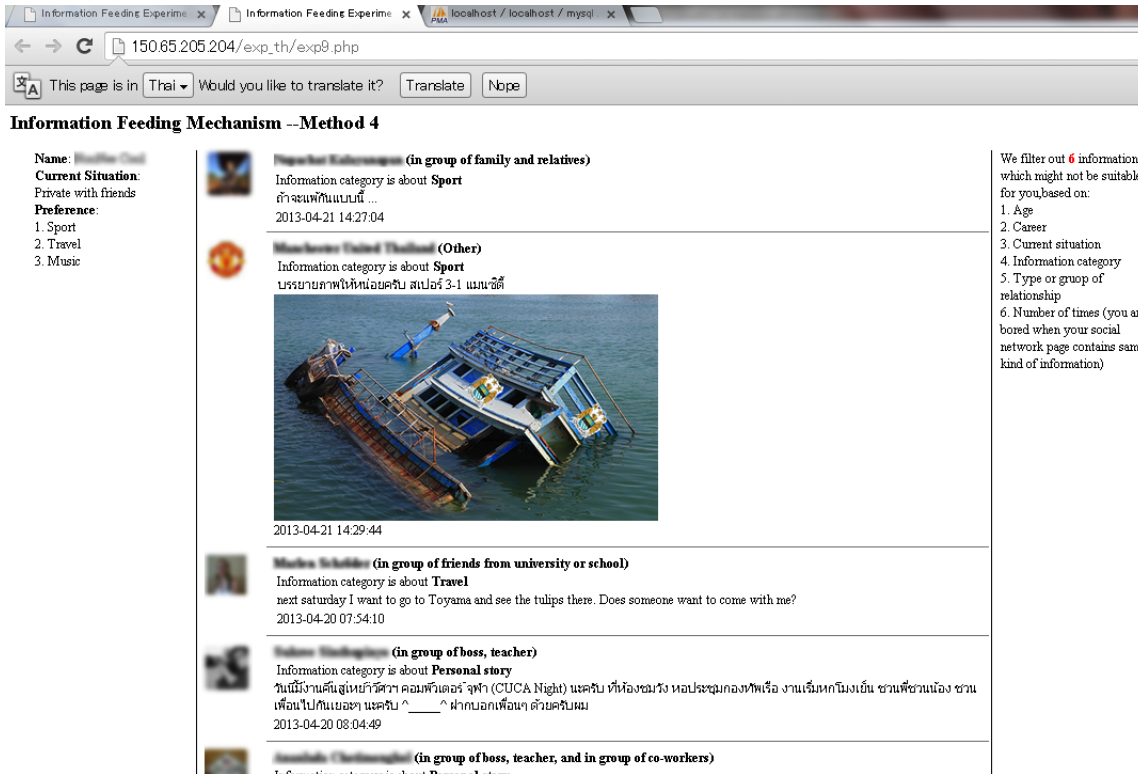 Information Feeding Experime
Information Feeding Experime
localhost / localhost / mysql
150.65.205.204/exp_th/exp9.php
This page is in Thai Would you like to translate it? Translate Nope
Information Feeding Mechanism --Method 4
Name:
Current Situation:
Private with friends
Preference:
1. Sport
2. Travel
3. Music
(in group of family and relatives)
Information category is about Sport
ถ้าจะแพ้กันแบบนี้ ...
2013-04-21 14:27:04
Manchester United Thailand (Other)
Information category is about Sport
บรรยายภาพให้หน่อยครับ สเปอร์ 3-1 แมนซิตี้
2013-04-21 14:29:44
(in group of friends from university or school)
Information category is about Travel
next saturday I want to go to Toyama and see the tulips there. Does someone want to come with me?
2013-04-20 07:54:10
(in group of boss, teacher)
Information category is about Personal story
วันนี้มีงานคืนสู่เหย้าวิศวฯ คอมพิวเตอร์ จุฬา (CUCA Night) นะครับ ที่ห้องชมวัง หอประชุมกองทัพเรือ งานเริ่มหกโมงเย็น ชวนพี่ชวนน้อง ชวน
เพื่อนไปกันเยอะๆ นะครับ ^_____^ ฝากบอกเพื่อนๆ ด้วยครับผม
2013-04-20 08:04:49
(in group of boss, teacher, and in group of co-workers)
Information category is about Personal story
We filter out 6 information
which might not be suitable
for you,based on:
1. Age
2. Career
3. Current situation
4. Information category
5. Type or gruop of
relationship
6. Number of times (you ar
bored when your social
network page contains sam
kind of information)